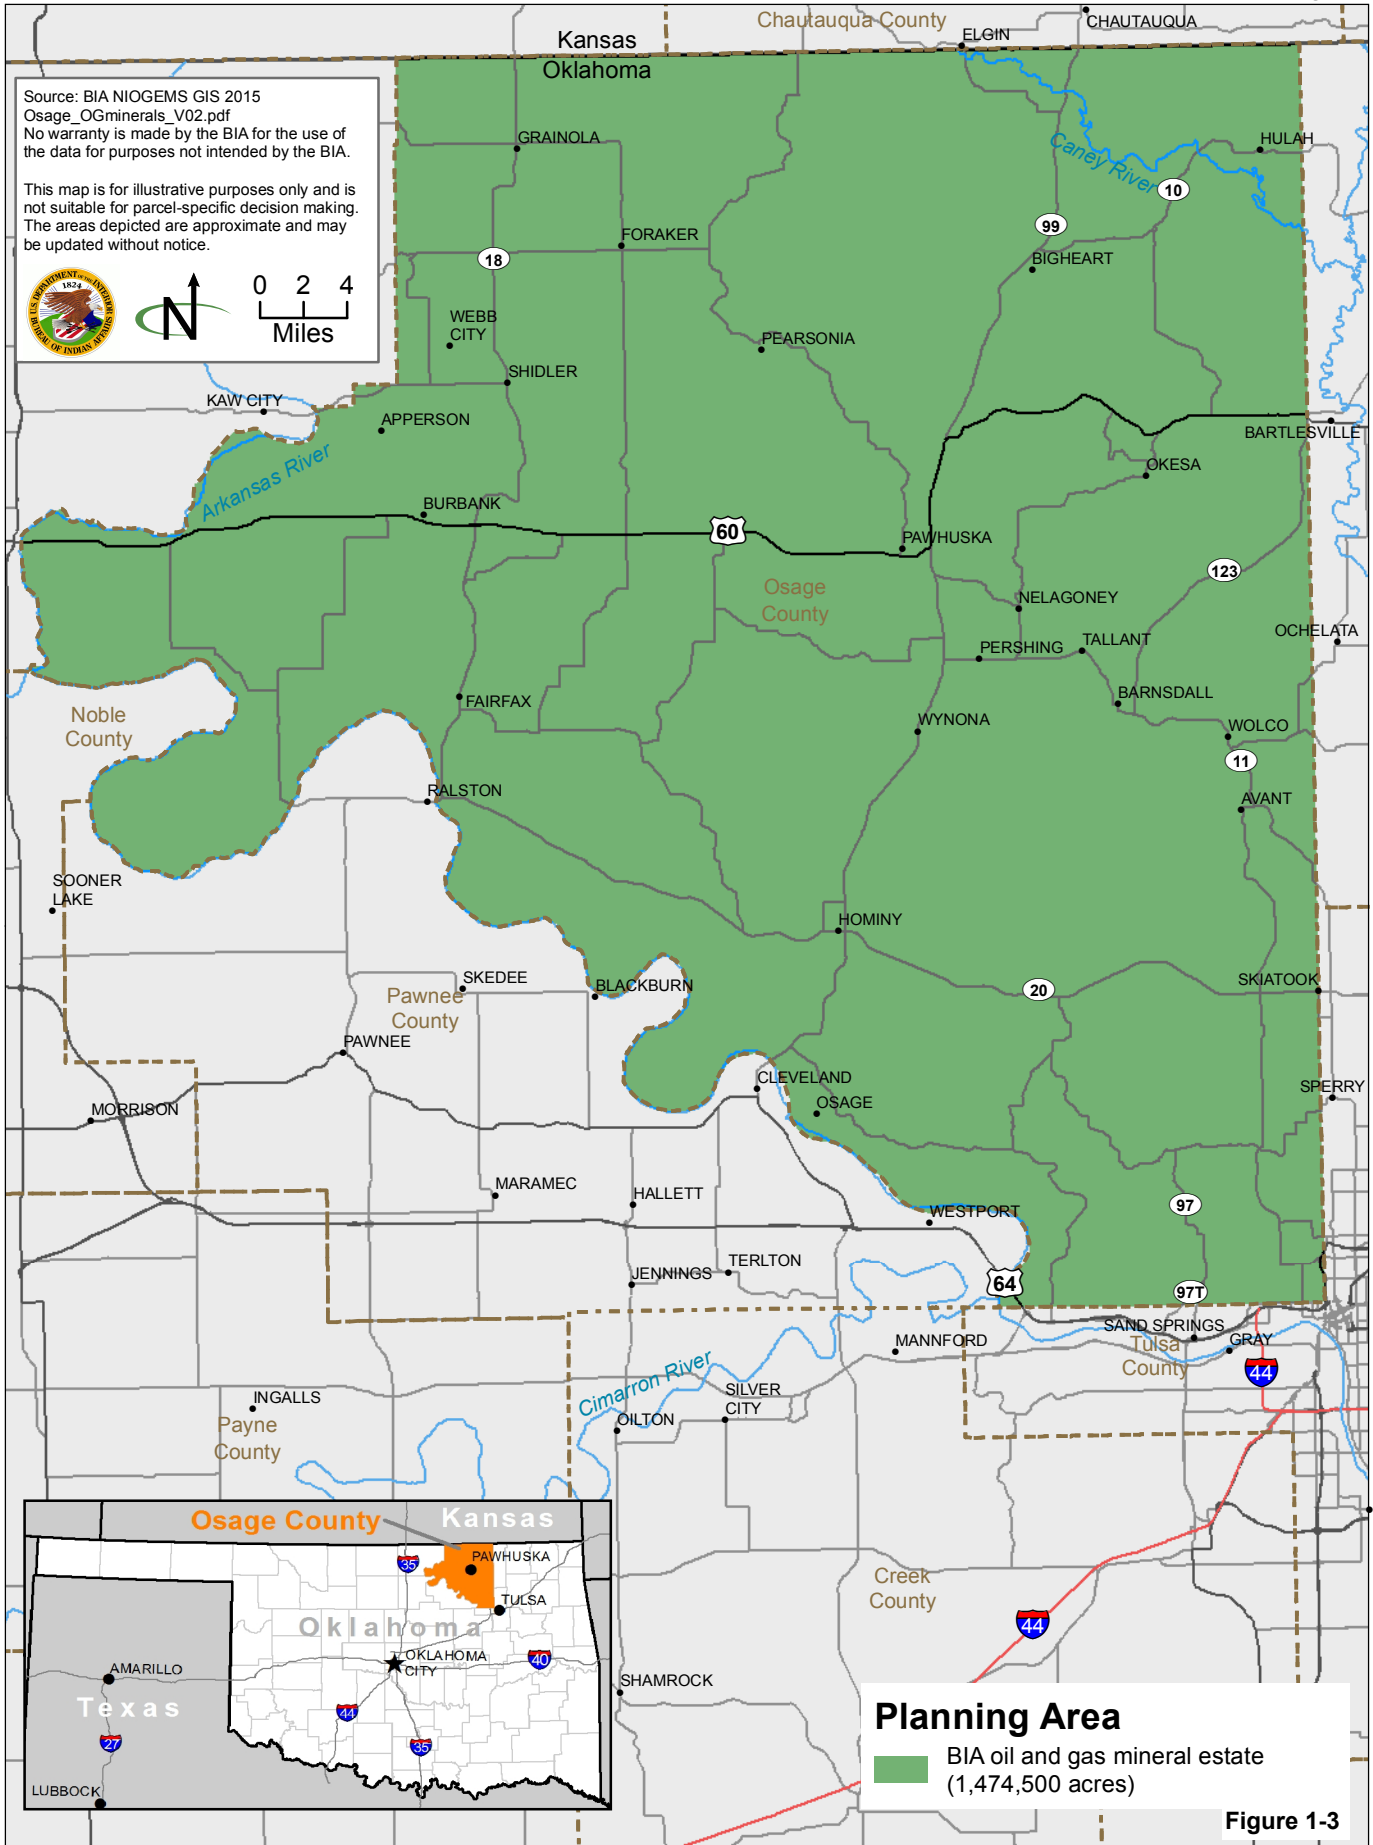 Chautauqua County
CHAUTAUQUA
ELGIN
Kansas
Oklahoma
Source: BIA NIOGEMS GIS 2015
Osage_OGminerals_V02.pdf
No warranty is made by the BIA for the use of
the data for purposes not intended by the BIA.
This map is for illustrative purposes only and is
not suitable for parcel-specific decision making.
The areas depicted are approximate and may
be updated without notice.
U.S. DEPARTMENT OF THE INTERIOR
1824
BUREAU OF INDIAN AFFAIRS
N
0 2 4
Miles
GRAINOLA
HULAH
Caney River
10
99
FORAKER
18
BIGHEART
WEBB
CITY
PEARSONIA
SHIDLER
KAW CITY
APPERSON
BARTLESVILLE
Arkansas River
OKESA
BURBANK
60
PAWHUSKA
123
Osage
County
NELAGONEY
OCHELATA
PERSHING
TALLANT
FAIRFAX
BARNSDALL
Noble
County
WYNONA
WOLCO
11
RALSTON
AVANT
SOONER
LAKE
HOMINY
SKEDEE
BLACKBURN
SKIATOOK
20
Pawnee
County
PAWNEE
CLEVELAND
SPERRY
OSAGE
MORRISON
MARAMEC
HALLETT
97
WESTPORT
TERLTON
JENNINGS
64
97T
SAND SPRINGS
MANNFORD
GRAY
Tulsa
County
44
Cimarron River
SILVER
CITY
INGALLS
OILTON
Payne
County
Osage County
Kansas
35
PAWHUSKA
TULSA
Oklahoma
OKLAHOMA
CITY
40
AMARILLO
Texas
44
27
35
LUBBOCK
Creek
County
44
SHAMROCK
Planning Area
BIA oil and gas mineral estate
(1,474,500 acres)
Figure 1-3